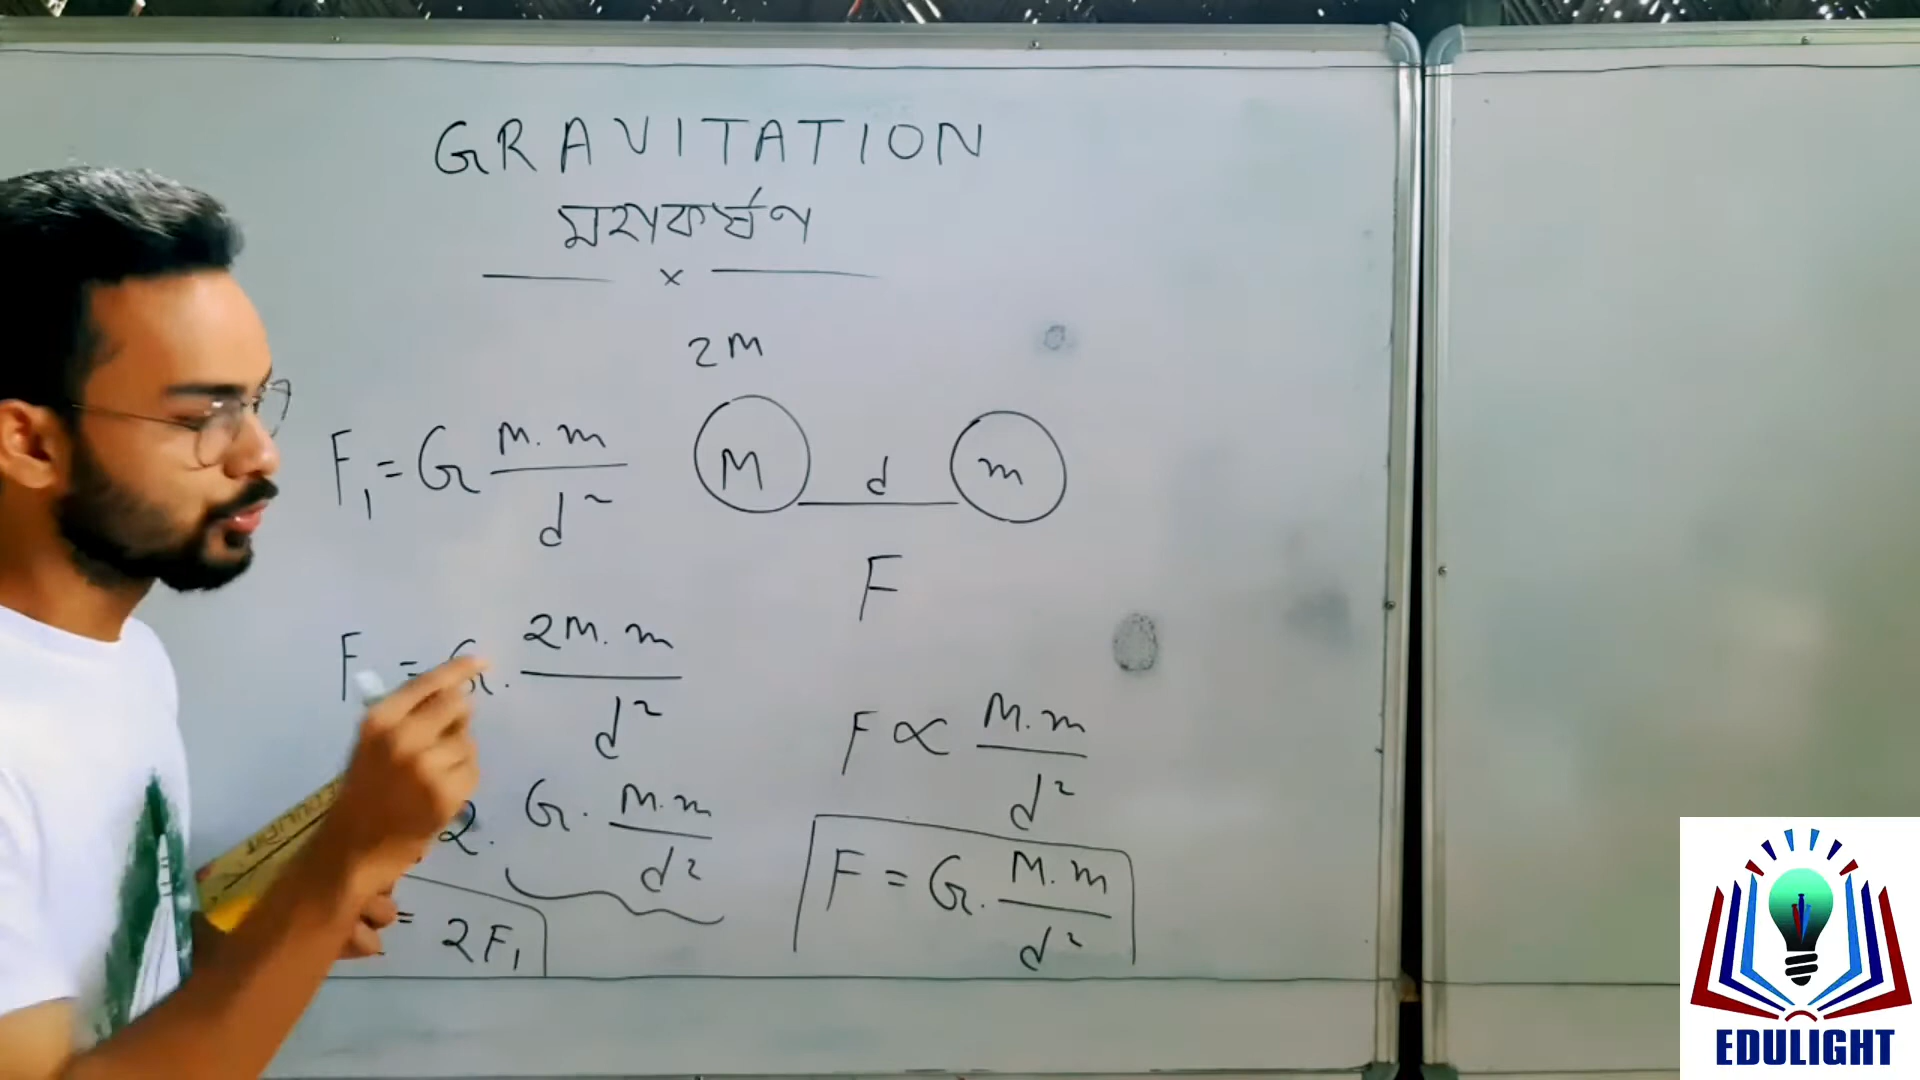 GRAVITATION
মহাকর্ষণ
x
2M
F₁ = G M.m / d²
M d m
F
F = G. 2M.m / d²
2. G. M.m / d²
= 2F₁
F ∝ M.m / d²
F = G. M.m / d²
EDULIGHT